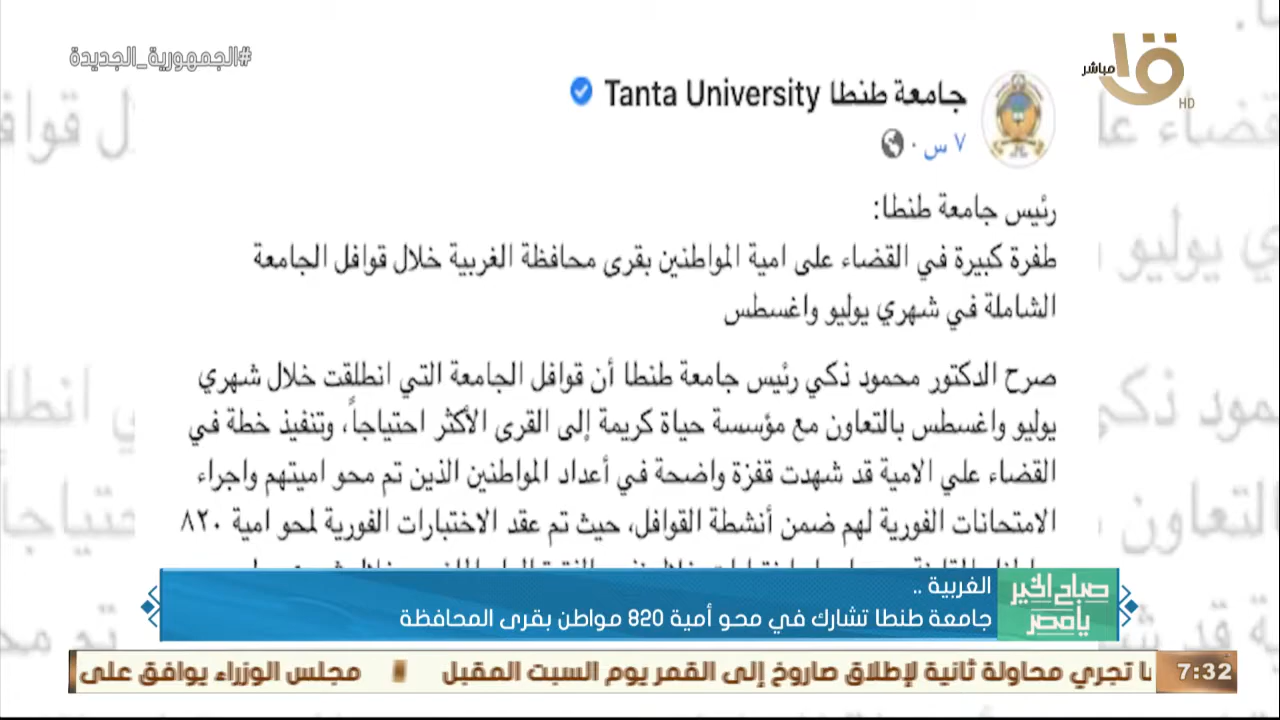 #الجمهورية_الجديدة
مباشر
HD
جامعة طنطا Tanta University
٧ س ·
رئيس جامعة طنطا:
طفرة كبيرة في القضاء على امية المواطنين بقرى محافظة الغربية خلال قوافل الجامعة
الشاملة في شهري يوليو واغسطس
صرح الدكتور محمود ذكي رئيس جامعة طنطا أن قوافل الجامعة التي انطلقت خلال شهري
يوليو واغسطس بالتعاون مع مؤسسة حياة كريمة إلى القرى الأكثر احتياجاً، وتنفيذ خطة في
القضاء علي الامية قد شهدت قفزة واضحة في أعداد المواطنين الذين تم محو اميتهم واجراء
الامتحانات الفورية لهم ضمن أنشطة القوافل، حيث تم عقد الاختبارات الفورية لمحو امية ٨٢٠
صباح الخير
يا مصر
الغربية ..
جامعة طنطا تشارك في محو أمية 820 مواطن بقرى المحافظة
7:32
تجري محاولة ثانية لإطلاق صاروخ إلى القمر يوم السبت المقبل
مجلس الوزراء يوافق على